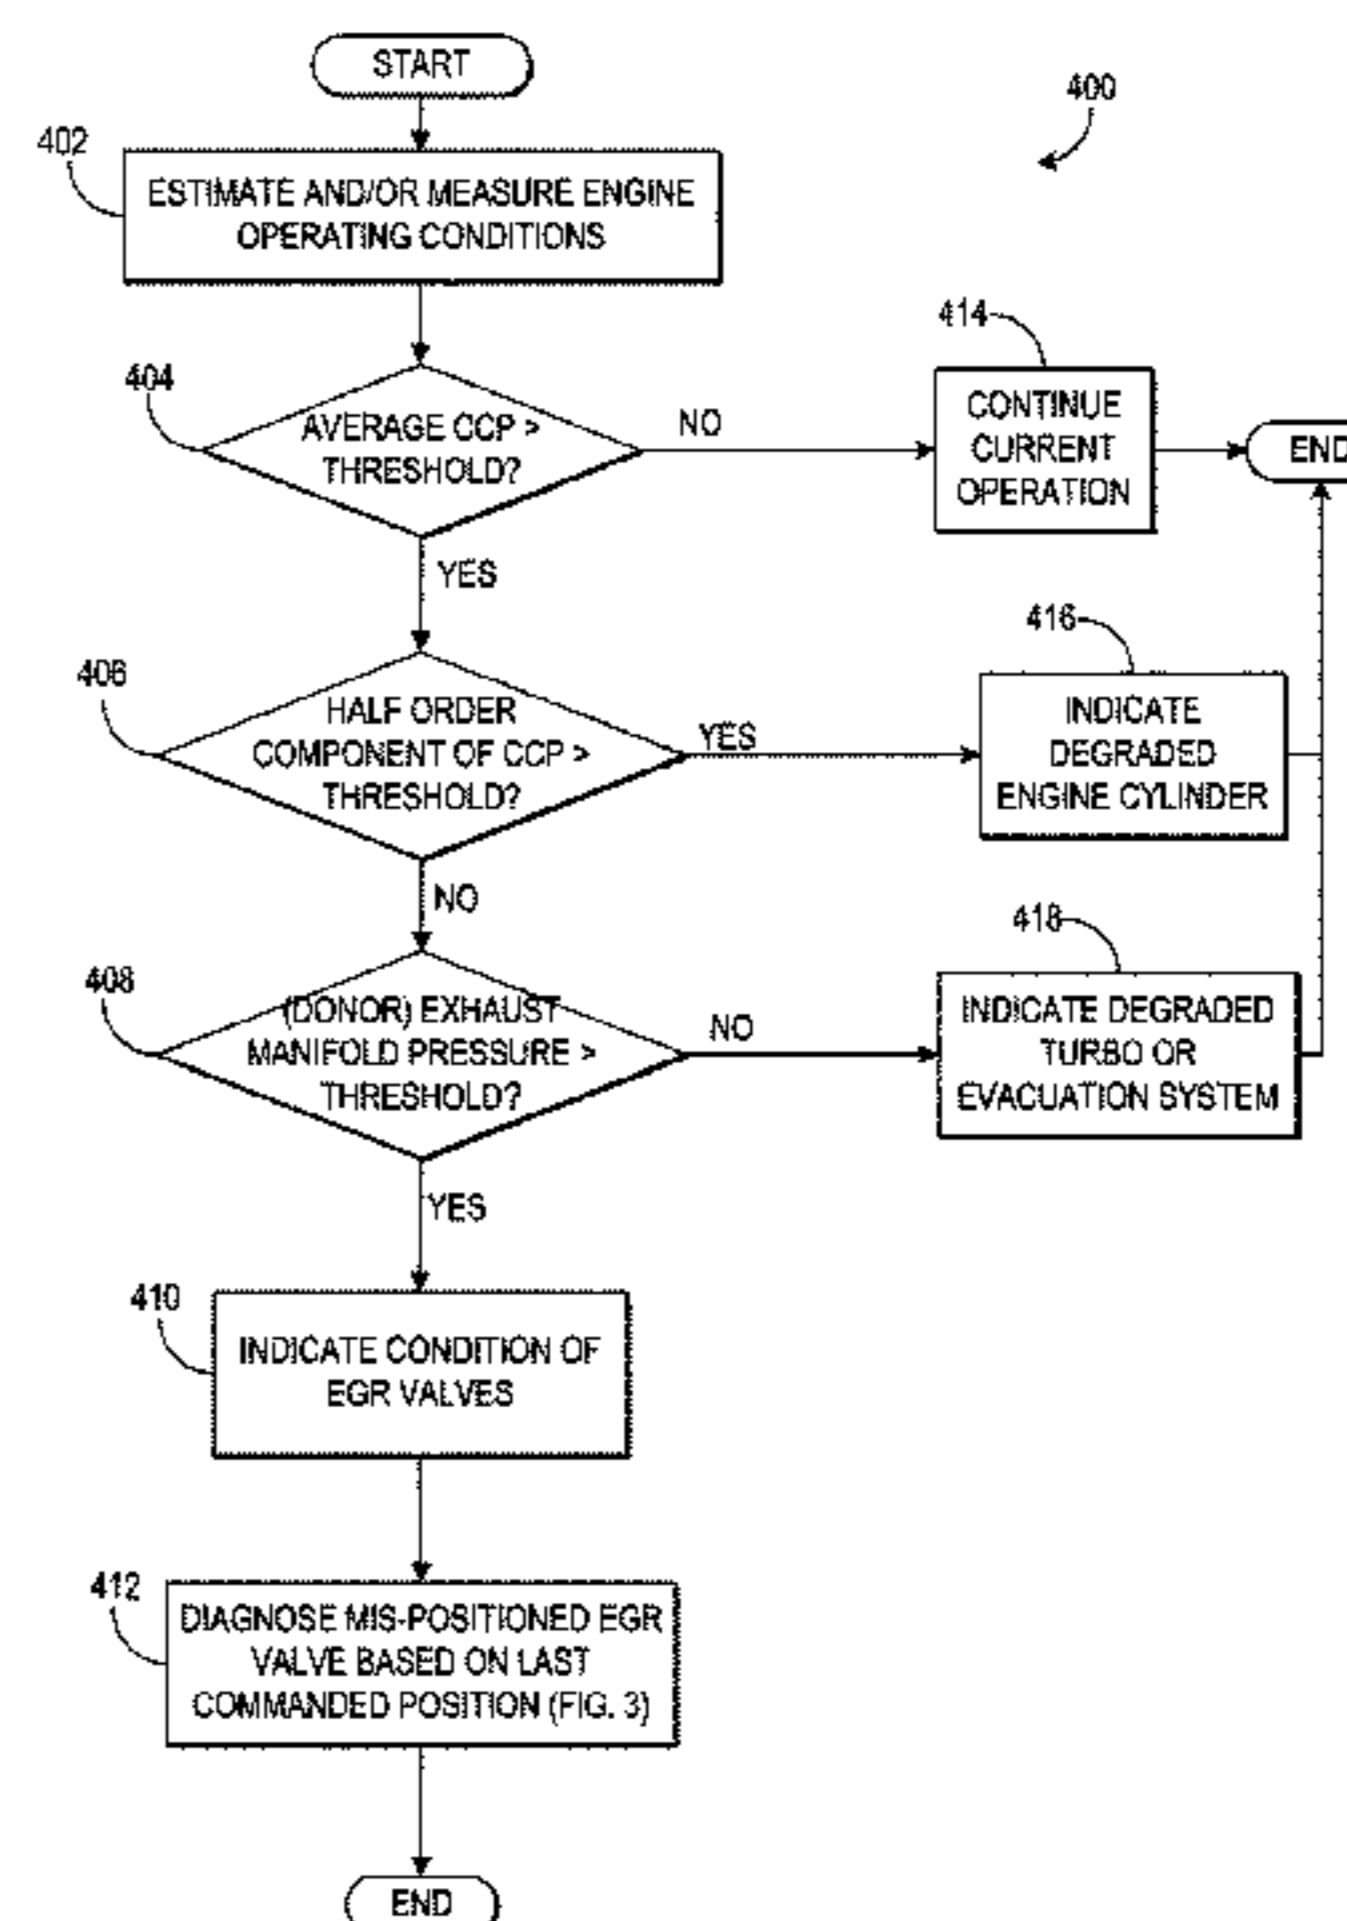 START
400
402
ESTIMATE AND/OR MEASURE ENGINE
OPERATING CONDITIONS
414
404
AVERAGE CCP >
THRESHOLD?
NO
CONTINUE
CURRENT
OPERATION
END
YES
416
406
HALF ORDER
COMPONENT OF CCP >
THRESHOLD?
YES
INDICATE
DEGRADED
ENGINE CYLINDER
NO
418
408
(DONOR) EXHAUST
MANIFOLD PRESSURE >
THRESHOLD?
NO
INDICATE DEGRADED
TURBO OR
EVACUATION SYSTEM
YES
410
INDICATE CONDITION OF
EGR VALVES
412
DIAGNOSE MIS-POSITIONED EGR
VALVE BASED ON LAST
COMMANDED POSITION (FIG. 3)
END